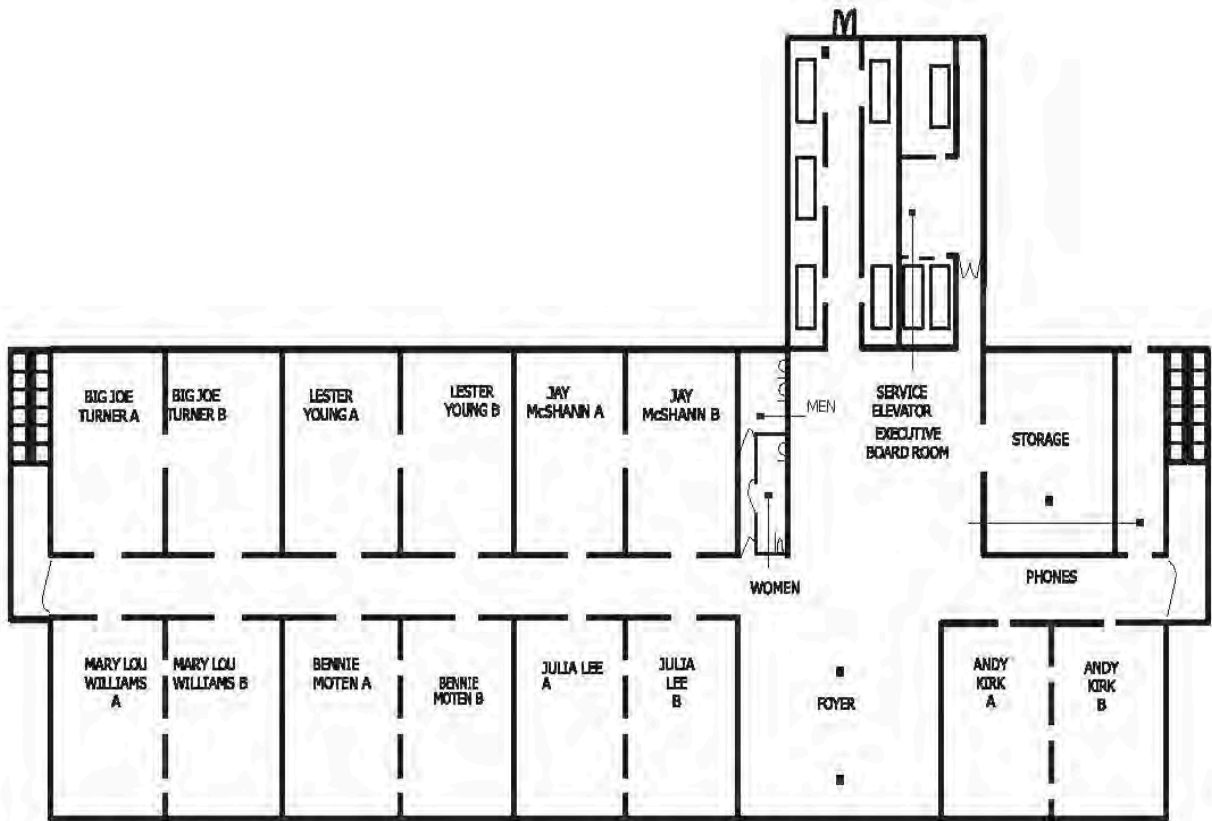 M
BIG JOE
TURNER A
BIG JOE
TURNER B
LESTER
YOUNG A
LESTER
YOUNG B
JAY
McSHANN A
JAY
McSHANN B
MEN
SERVICE
ELEVATOR
EXECUTIVE
BOARD ROOM
STORAGE
WOMEN
PHONES
MARY LOU
WILLIAMS
A
MARY LOU
WILLIAMS B
BENNIE
MOTEN A
BENNIE
MOTEN B
JULIA LEE
A
JULIA
LEE
B
FOYER
ANDY
KIRK
A
ANDY
KIRK
B